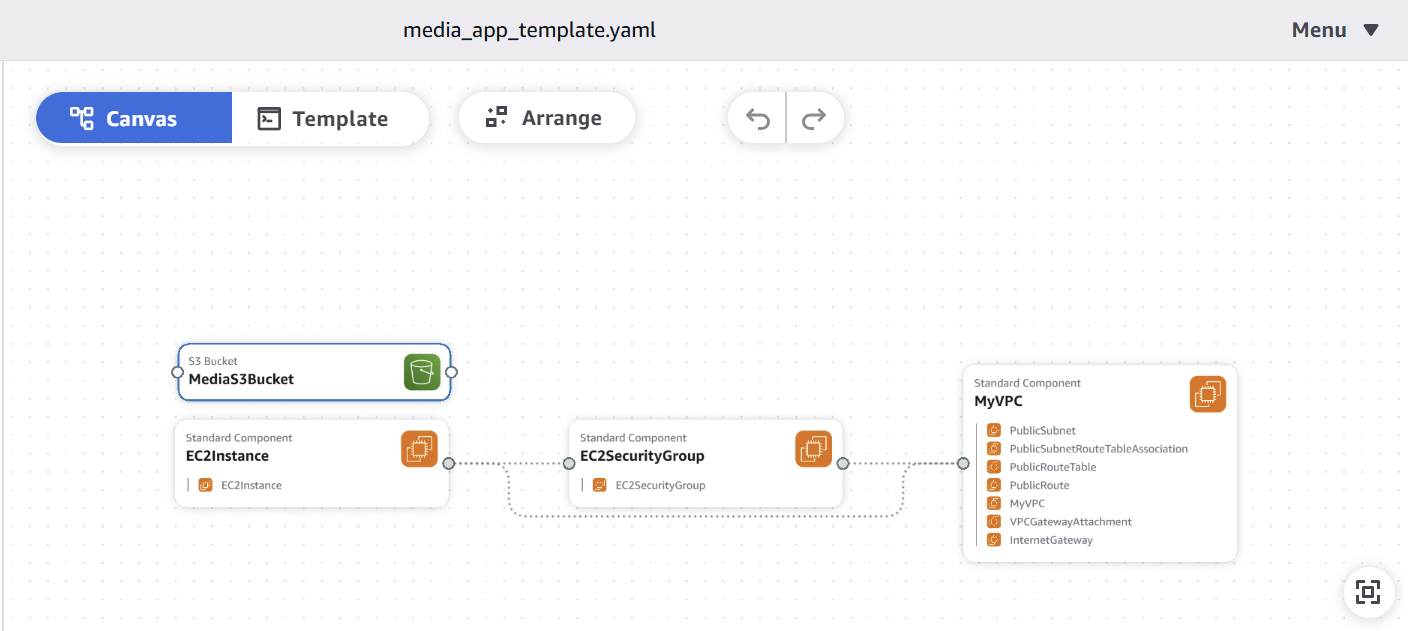 media_app_template.yaml
Menu
Canvas
Template
Arrange
S3 Bucket
MediaS3Bucket
Standard Component
EC2Instance
EC2Instance
Standard Component
EC2SecurityGroup
EC2SecurityGroup
Standard Component
MyVPC
PublicSubnet
PublicSubnetRouteTableAssociation
PublicRouteTable
PublicRoute
MyVPC
VPCGatewayAttachment
InternetGateway